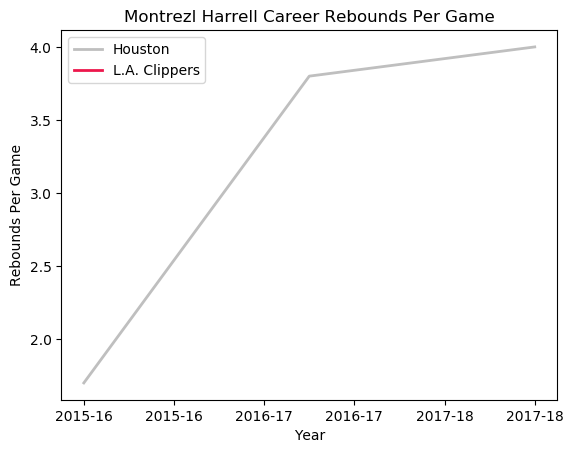 Montrezl Harrell Career Rebounds Per Game
Houston
L.A. Clippers
4.0
3.5
3.0
2.5
2.0
Rebounds Per Game
2015-16 2015-16 2016-17 2016-17 2017-18 2017-18
Year